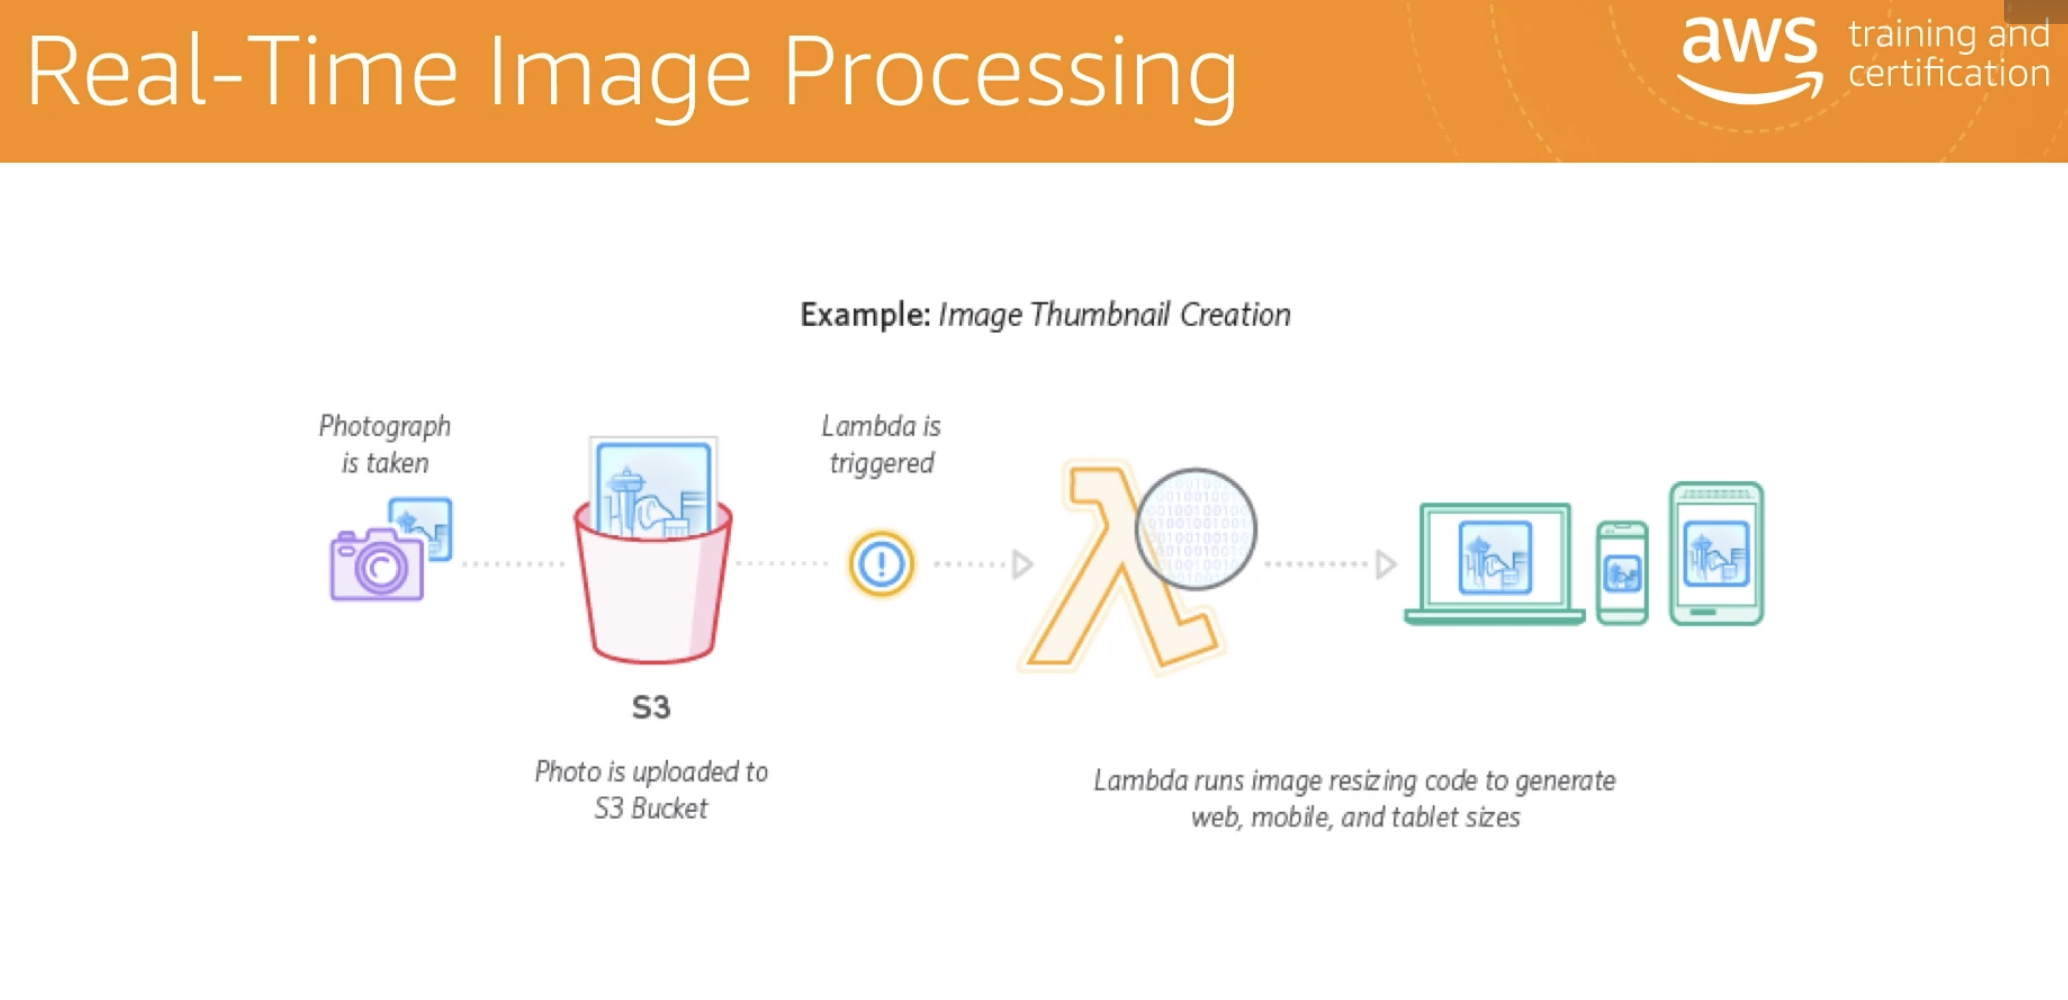 Real-Time Image Processing
aws
training and
certification
Example: Image Thumbnail Creation
Photograph
is taken
Lambda is
triggered
S3
Photo is uploaded to
S3 Bucket
Lambda runs image resizing code to generate
web, mobile, and tablet sizes